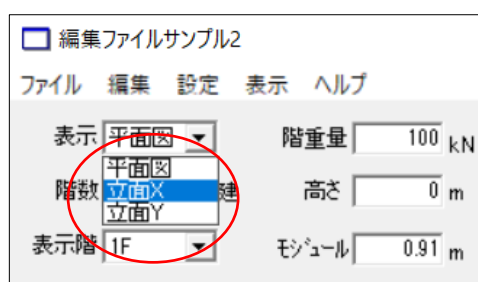 編集ファイルサンプル2
ファイル 編集 設定 表示 ヘルプ
表示 平面図 階重量 100 kN
平面図
階数 立面X 建 高さ 0 m
立面Y
表示階 1F モジュール 0.91 m